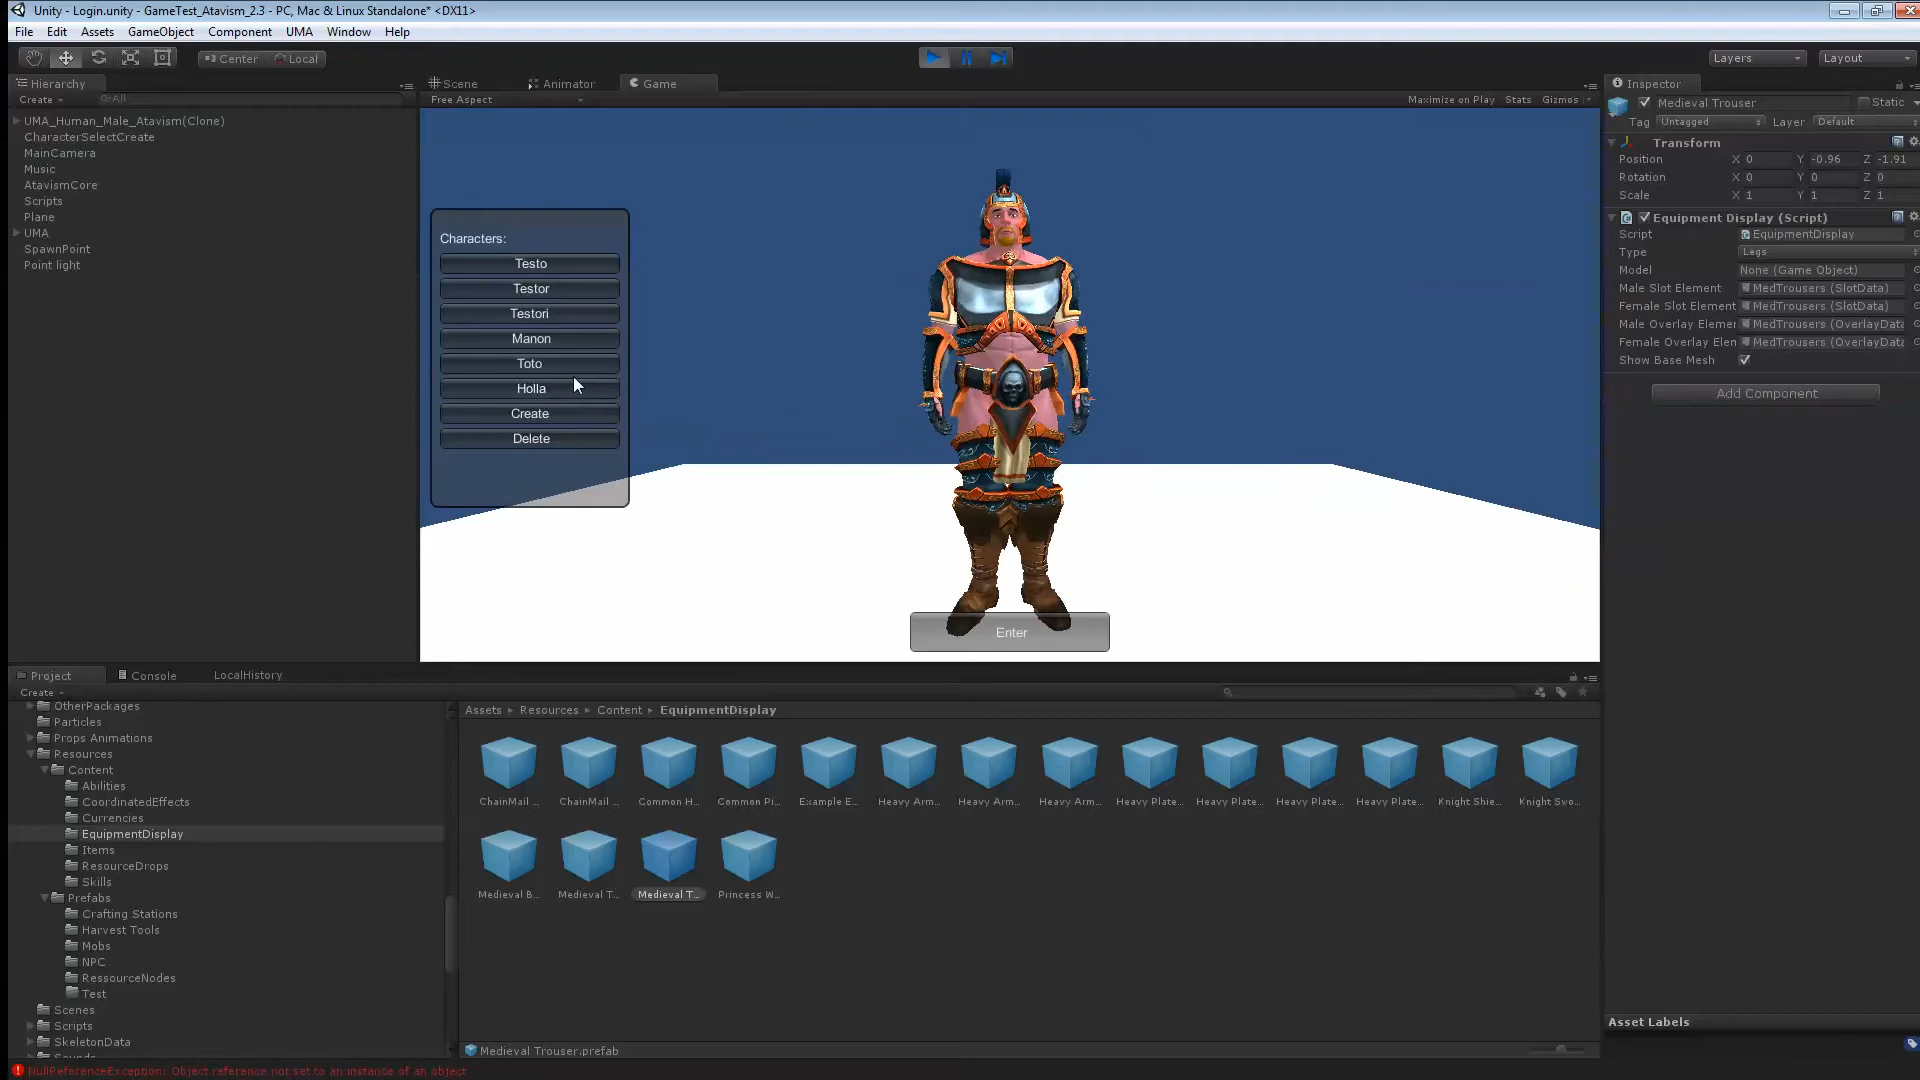 Unity - Login.unity - GameTest_Atavism_2.3 - PC, Mac & Linux Standalone* <DX11>
File Edit Assets GameObject Component UMA Window Help
Center Local Layers Layout
Hierarchy
Create All
UMA_Human_Male_Atavism(Clone)
CharacterSelectCreate
MainCamera
Music
AtavismCore
Scripts
Plane
UMA
SpawnPoint
Point light
Scene Animator Game
Free Aspect Maximize on Play Stats Gizmos
Characters:
Testo
Testor
Testori
Manon
Toto
Holla
Create
Delete
Enter
Inspector
Medieval Trouser Static
Tag Untagged Layer Default
Transform
Position X 0 Y -0.96 Z -1.91
Rotation X 0 Y 0 Z 0
Scale X 1 Y 1 Z 1
Equipment Display (Script)
Script EquipmentDisplay
Type Legs
Model None (Game Object)
Male Slot Element MedTrousers (SlotData)
Female Slot Element MedTrousers (SlotData)
Male Overlay Elemer MedTrousers (OverlayData
Female Overlay Elen MedTrousers (OverlayData
Show Base Mesh
Add Component
Asset Labels
Project Console LocalHistory
Create
OtherPackages
Particles
Props Animations
Resources
Content
Abilities
CoordinatedEffects
Currencies
EquipmentDisplay
Items
ResourceDrops
Skills
Prefabs
Crafting Stations
Harvest Tools
Mobs
NPC
RessourceNodes
Test
Scenes
Scripts
SkeletonData
Assets Resources Content EquipmentDisplay
ChainMail ... ChainMail ... Common H... Common Pi... Example E... Heavy Arm... Heavy Arm... Heavy Arm... Heavy Plate... Heavy Plate... Heavy Plate... Heavy Plate... Knight Shie... Knight Swo...
Medieval B... Medieval T... Medieval T... Princess W...
Medieval Trouser.prefab
NullReferenceException: Object reference not set to an instance of an object